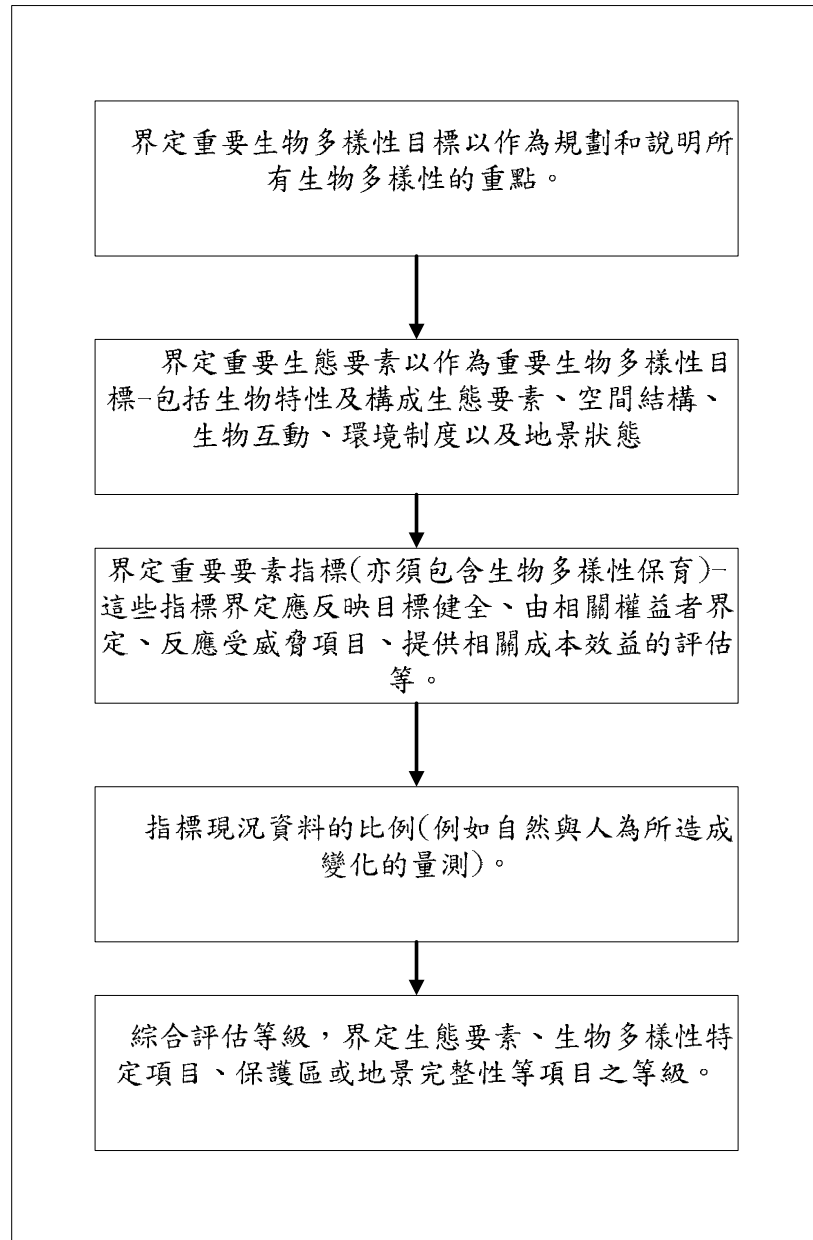 界定重要生物多樣性目標以作為規劃和說明所
有生物多樣性的重點。
界定重要生態要素以作為重要生物多樣性目
標-包括生物特性及構成生態要素、空間結構、
生物互動、環境制度以及地景狀態
界定重要要素指標(亦須包含生物多樣性保育)-
這些指標界定應反映目標健全、由相關權益者界
定、反應受威脅項目、提供相關成本效益的評估
等。
指標現況資料的比例(例如自然與人為所造成
變化的量測)。
綜合評估等級，界定生態要素、生物多樣性特
定項目、保護區或地景完整性等項目之等級。